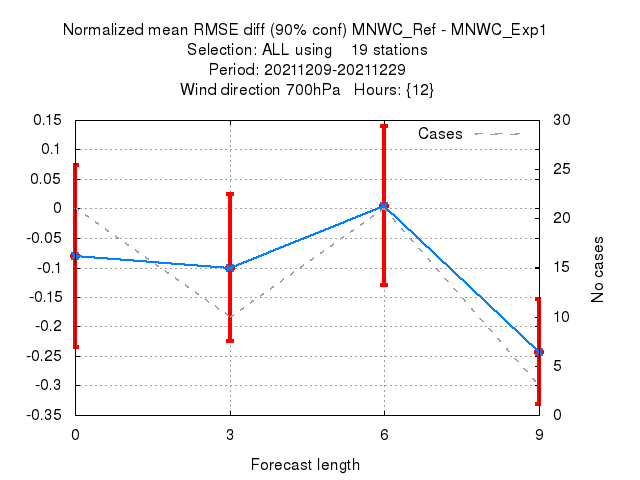 Normalized mean RMSE diff (90% conf) MNWC_Ref - MNWC_Exp1
Selection: ALL using    19 stations
Period: 20211209-20211229
Wind direction 700hPa   Hours: {12}
Cases
0.15
0.1
0.05
0
-0.05
-0.1
-0.15
-0.2
-0.25
-0.3
-0.35
30
25
20
15
10
5
0
No cases
0 3 6 9
Forecast length